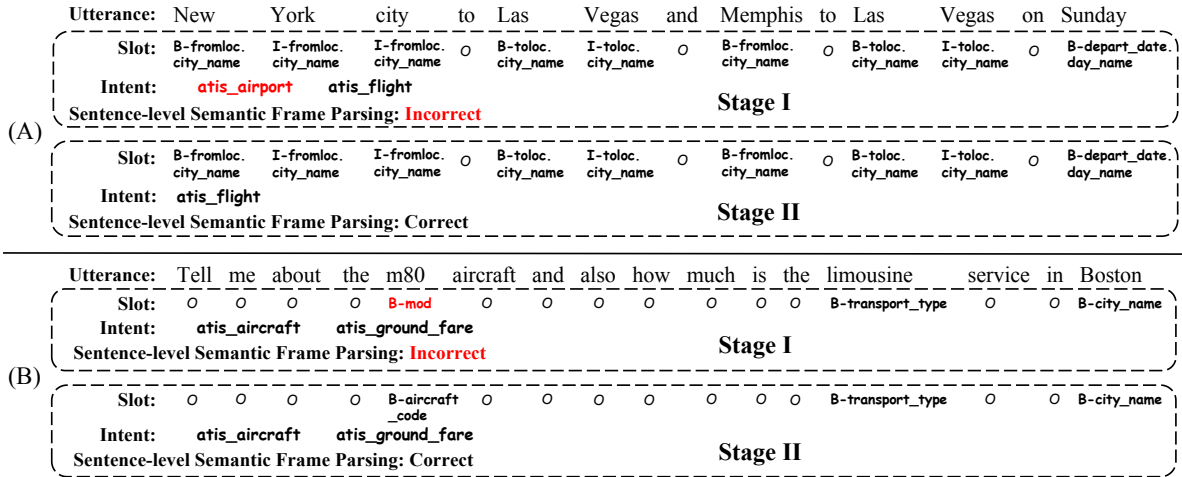 Utterance: New York city to Las Vegas and Memphis to Las Vegas on Sunday
(A)
Slot: B-fromloc. I-fromloc. I-fromloc. O B-toloc. I-toloc. O B-fromloc. O B-toloc. I-toloc. O B-depart_date.
city_name city_name city_name city_name city_name city_name city_name city_name day_name
Intent: atis_airport atis_flight
Sentence-level Semantic Frame Parsing: Incorrect
Stage I
Slot: B-fromloc. I-fromloc. I-fromloc. O B-toloc. I-toloc. O B-fromloc. O B-toloc. I-toloc. O B-depart_date.
city_name city_name city_name city_name city_name city_name city_name city_name day_name
Intent: atis_flight
Sentence-level Semantic Frame Parsing: Correct
Stage II
Utterance: Tell me about the m80 aircraft and also how much is the limousine service in Boston
(B)
Slot: O O O O B-mod O O O O O O O B-transport_type O O B-city_name
Intent: atis_aircraft atis_ground_fare
Sentence-level Semantic Frame Parsing: Incorrect
Stage I
Slot: O O O O B-aircraft O O O O O O O B-transport_type O O B-city_name
_code
Intent: atis_aircraft atis_ground_fare
Sentence-level Semantic Frame Parsing: Correct
Stage II